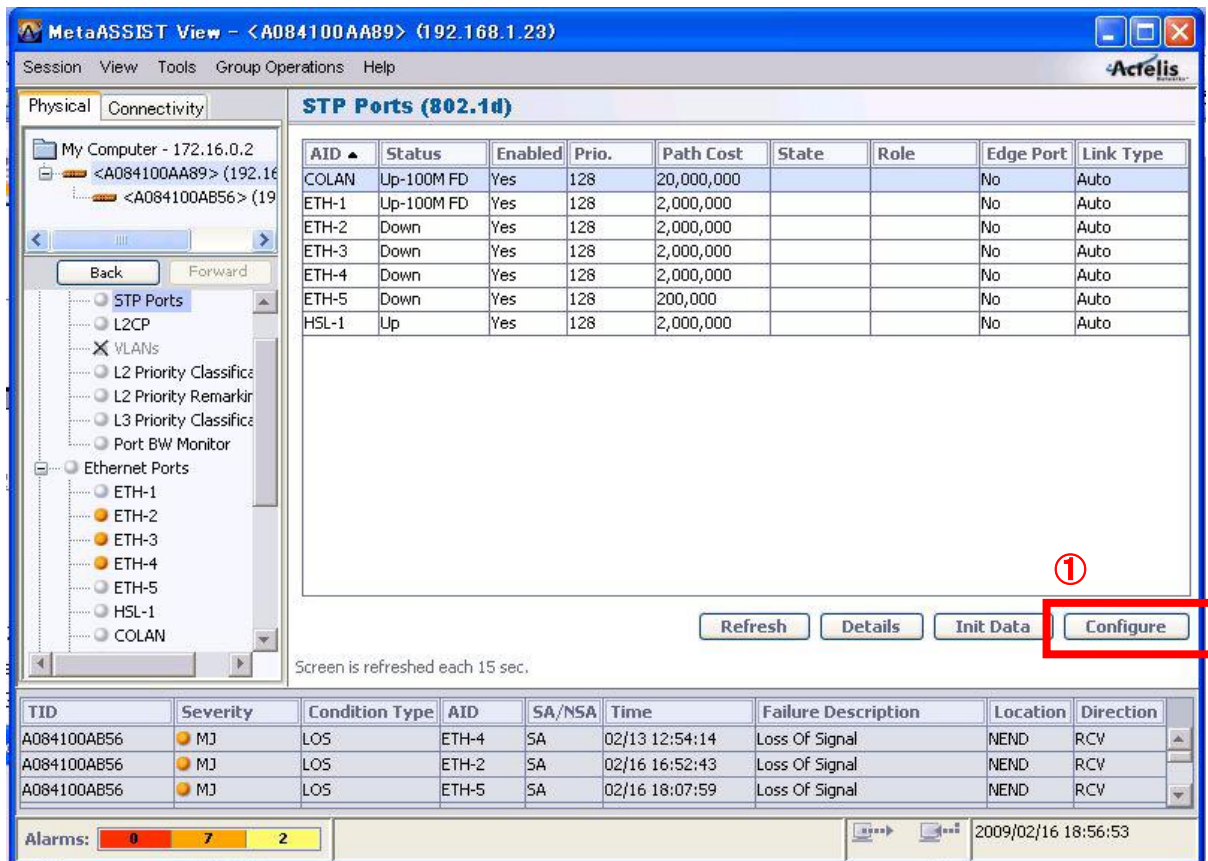 MetaASSIST View - <A084100AA89> (192.168.1.23)
Session View Tools Group Operations Help
Actelis
Networks
Physical Connectivity
My Computer - 172.16.0.2
<A084100AA89> (192.16
<A084100AB56> (19
Back Forward
STP Ports
L2CP
VLANs
L2 Priority Classifica
L2 Priority Remarkin
L3 Priority Classifica
Port BW Monitor
Ethernet Ports
ETH-1
ETH-2
ETH-3
ETH-4
ETH-5
HSL-1
COLAN
STP Ports (802.1d)
AID Status Enabled Prio. Path Cost State Role Edge Port Link Type
COLAN Up-100M FD Yes 128 20,000,000 No Auto
ETH-1 Up-100M FD Yes 128 2,000,000 No Auto
ETH-2 Down Yes 128 2,000,000 No Auto
ETH-3 Down Yes 128 2,000,000 No Auto
ETH-4 Down Yes 128 2,000,000 No Auto
ETH-5 Down Yes 128 200,000 No Auto
HSL-1 Up Yes 128 2,000,000 No Auto
①
Refresh Details Init Data Configure
Screen is refreshed each 15 sec.
TID Severity Condition Type AID SA/NSA Time Failure Description Location Direction
A084100AB56 MJ LOS ETH-4 SA 02/13 12:54:14 Loss Of Signal NEND RCV
A084100AB56 MJ LOS ETH-2 SA 02/16 16:52:43 Loss Of Signal NEND RCV
A084100AB56 MJ LOS ETH-5 SA 02/16 18:07:59 Loss Of Signal NEND RCV
Alarms: 0 7 2 2009/02/16 18:56:53